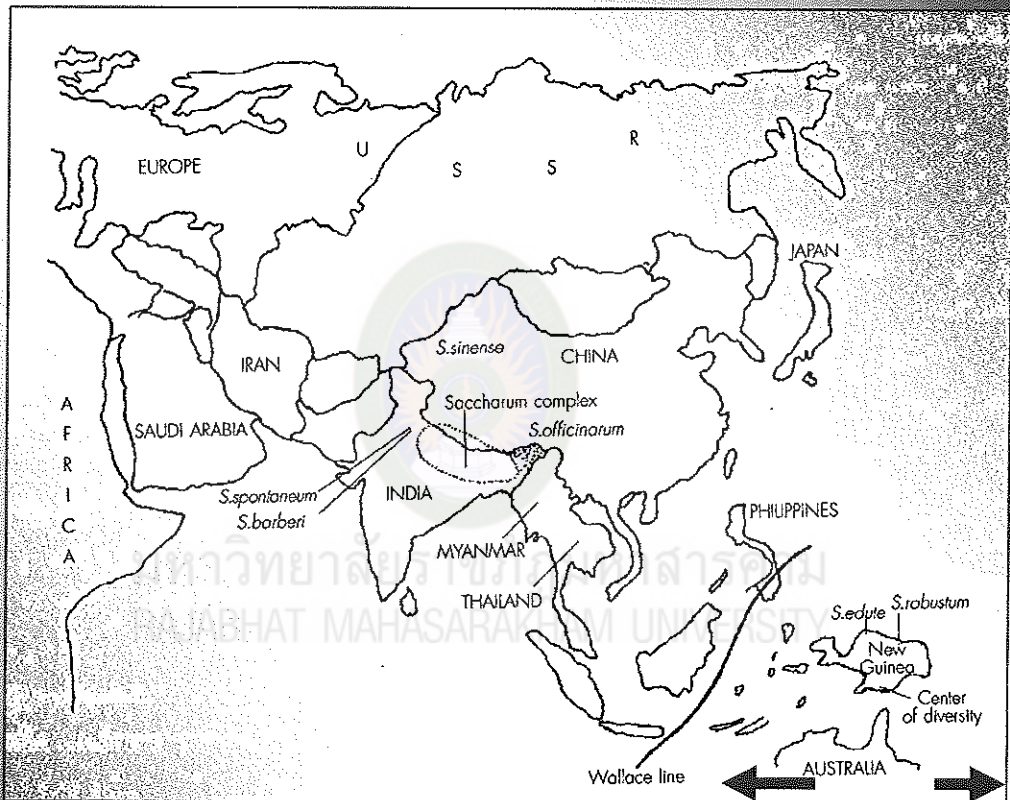 EUROPE
U S S R
JAPAN
IRAN
S.sinense
CHINA
Saccharum complex
S.officinarum
AFRICA
SAUDI ARABIA
S.spontaneum
INDIA
S.barberi
PHILIPPINES
MYANMAR
THAILAND
มหาวิทยาลัยราชภัฏมหาสารคาม
RAJABHAT MAHASARAKHAM UNIVERSITY
S.edute
S.robustum
New
Guinea
Center
of diversity
Wallace line
AUSTRALIA